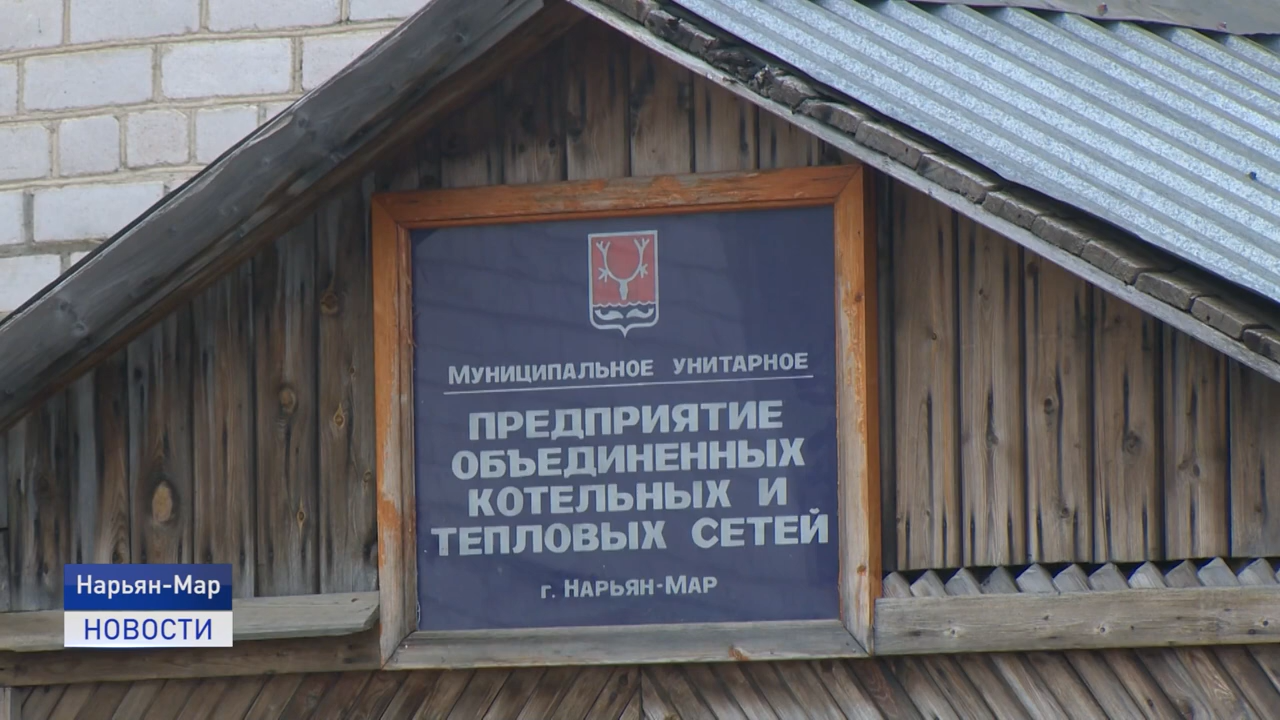 Муниципальное унитарное
ПРЕДПРИЯТИЕ
ОБЪЕДИНЕННЫХ
КОТЕЛЬНЫХ И
ТЕПЛОВЫХ СЕТЕЙ
г. Нарьян-Мар
Нарьян-Мар
НОВОСТИ